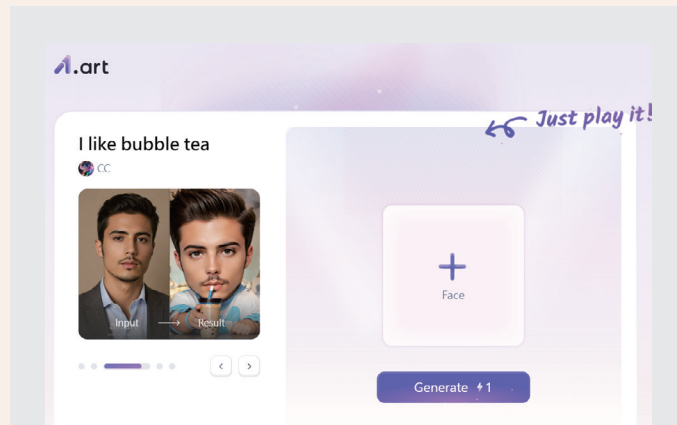 A.art
Just play it!
I like bubble tea
CC
Input → Result
Face
Generate 1